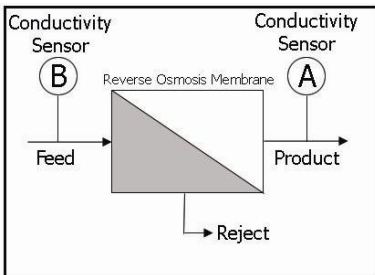 Conductivity
Sensor
B
Conductivity
Sensor
A
Reverse Osmosis Membrane
Feed
Product
Reject